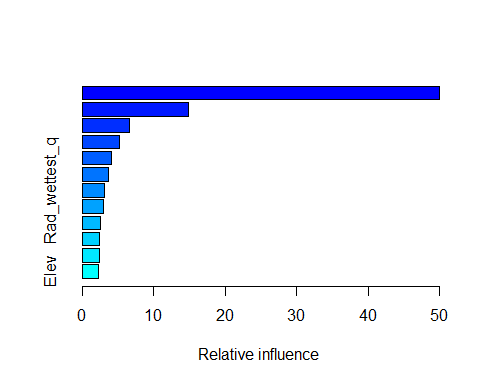 Elev Rad_wettest_q
0 10 20 30 40 50
Relative influence